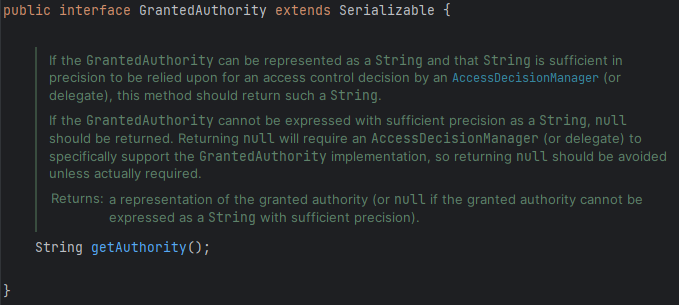 public interface GrantedAuthority extends Serializable {
If the GrantedAuthority can be represented as a String and that String is sufficient in
precision to be relied upon for an access control decision by an AccessDecisionManager (or
delegate), this method should return such a String.
If the GrantedAuthority cannot be expressed with sufficient precision as a String, null
should be returned. Returning null will require an AccessDecisionManager (or delegate) to
specifically support the GrantedAuthority implementation, so returning null should be avoided
unless actually required.
Returns: a representation of the granted authority (or null if the granted authority cannot be
expressed as a String with sufficient precision).
String getAuthority();
}